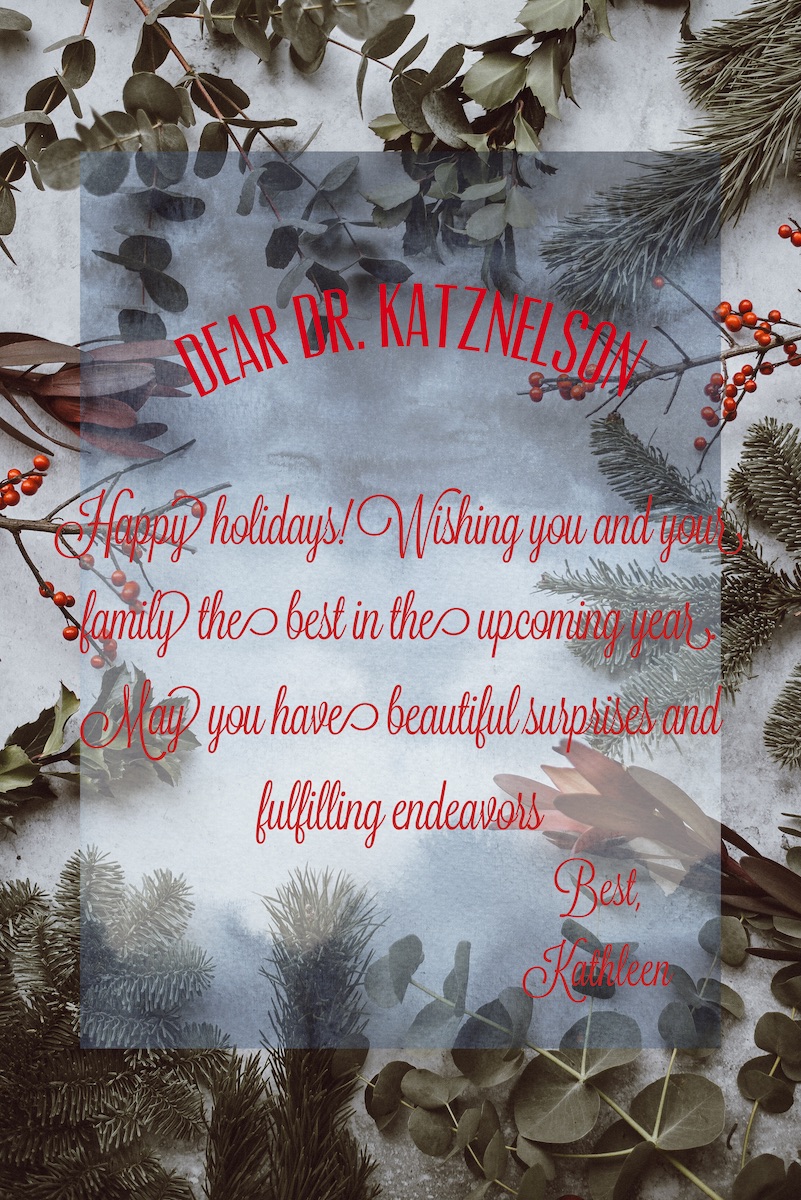 DEAR DR. KATZNELSON
Happy holidays! Wishing you and your
family the best in the upcoming year.
May you have beautiful surprises and
fulfilling endeavors
Best,
Kathleen